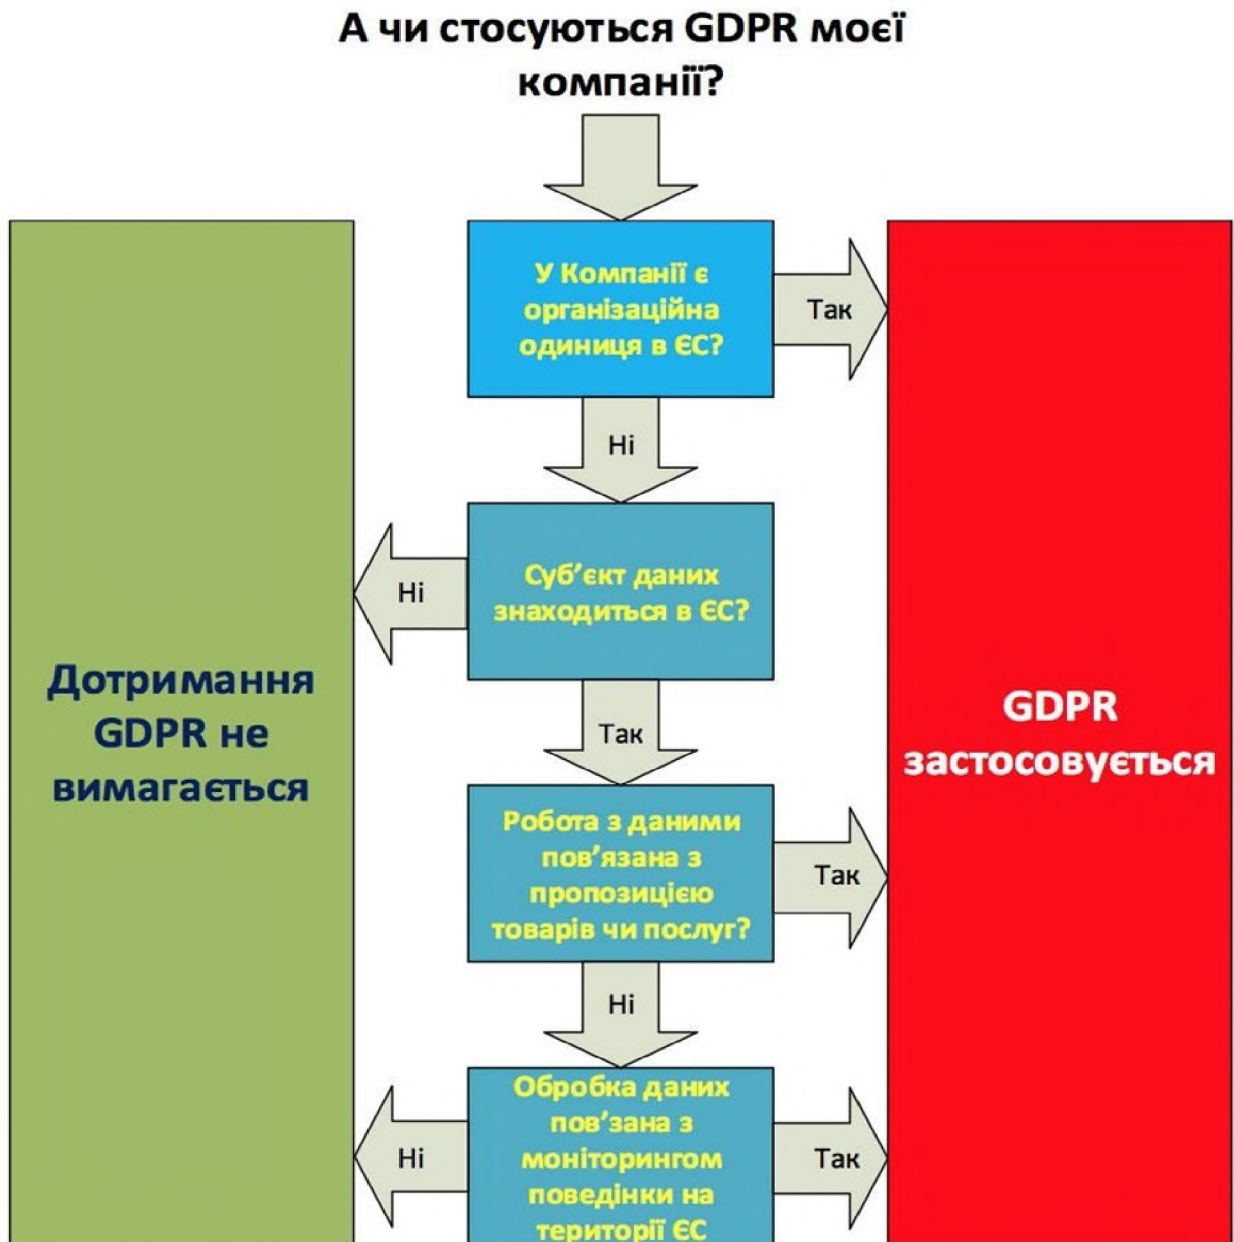 А чи стосуються GDPR моєї
компанії?
У Компанії є
організаційна
одиниця в ЄС?
Так
Ні
Суб’єкт даних
знаходиться в ЄС?
Ні
Так
Дотримання
GDPR не
вимагається
GDPR
застосовується
Робота з даними
пов’язана з
пропозицією
товарів чи послуг?
Так
Ні
Обробка даних
пов’зана з
моніторингом
поведінки на
території ЄС
Ні
Так